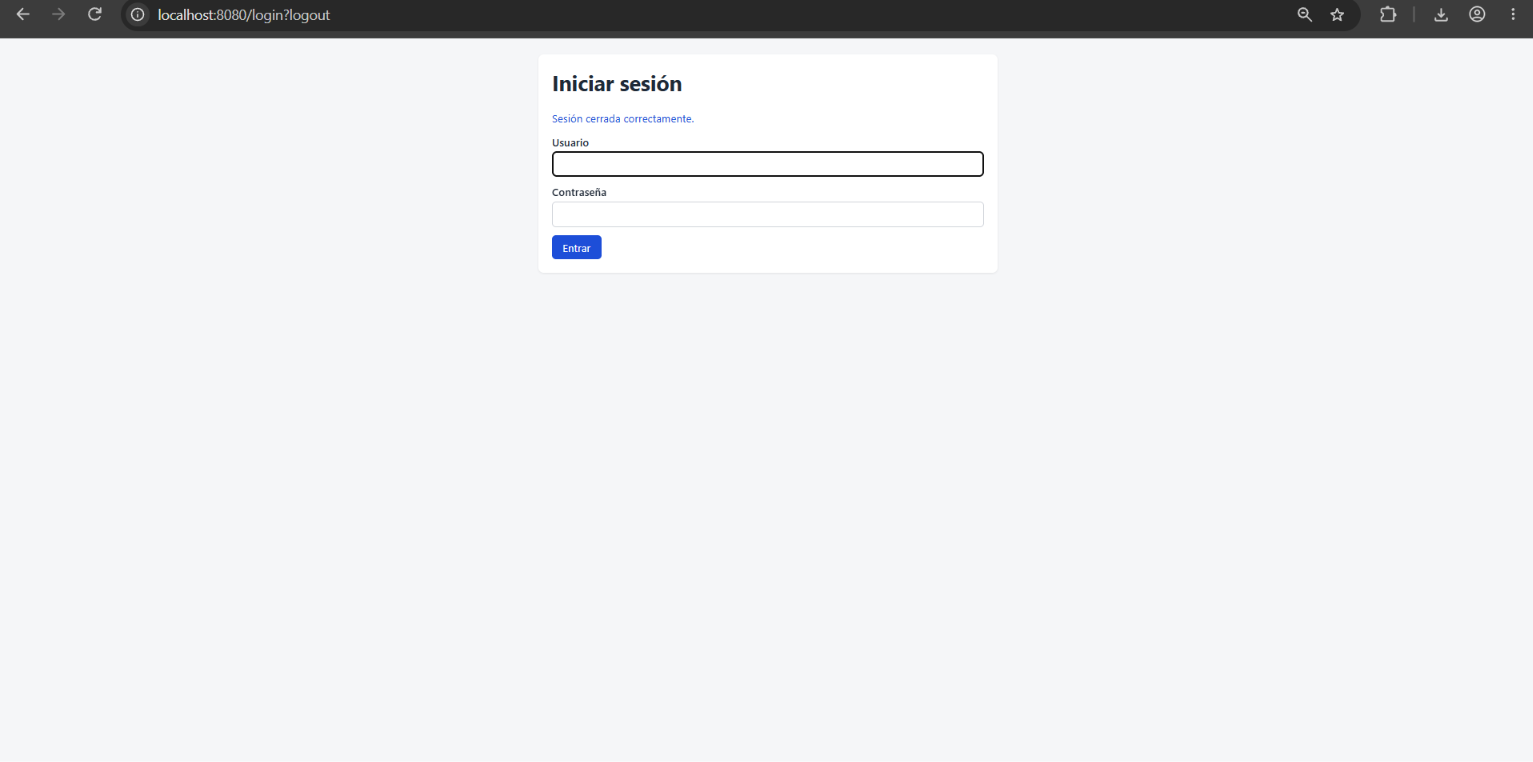 localhost:8080/login?logout
Iniciar sesión
Sesión cerrada correctamente.
Usuario
Contraseña
Entrar